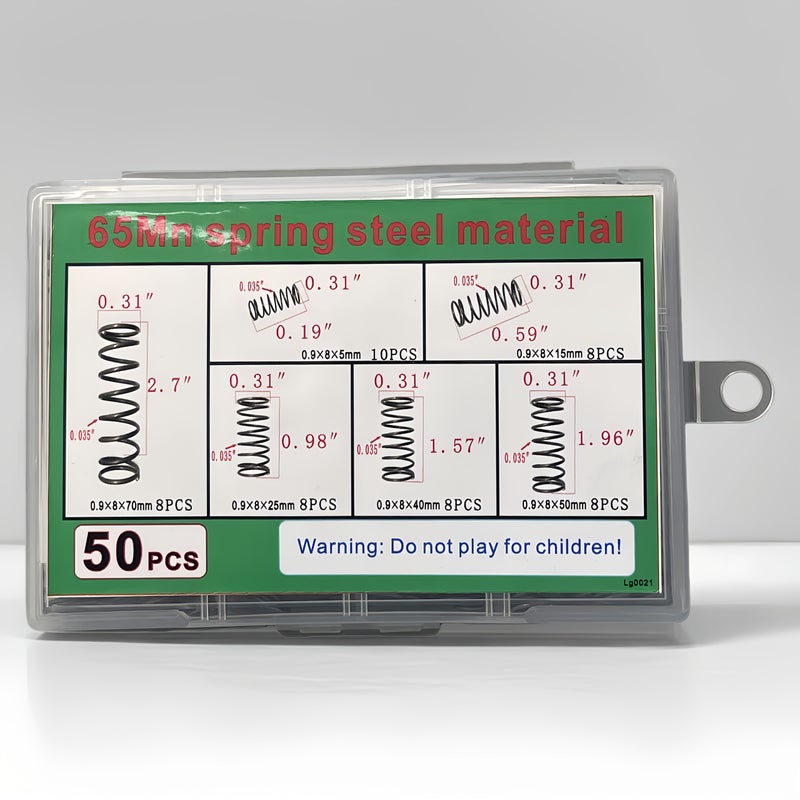 65Mn spring steel material
0.31"
2.7"
0.035"
0.9×8×70mm 8PCS
0.035"
0.31"
0.19"
0.9×8×5mm 10PCS
0.035"
0.31"
0.59"
0.9×8×15mm 8PCS
0.31"
0.98"
0.035"
0.9×8×25mm 8PCS
0.31"
1.57"
0.035"
0.9×8×40mm 8PCS
0.31"
1.96"
0.035"
0.9×8×50mm 8PCS
50PCS
Warning: Do not play for children!
Lg0021